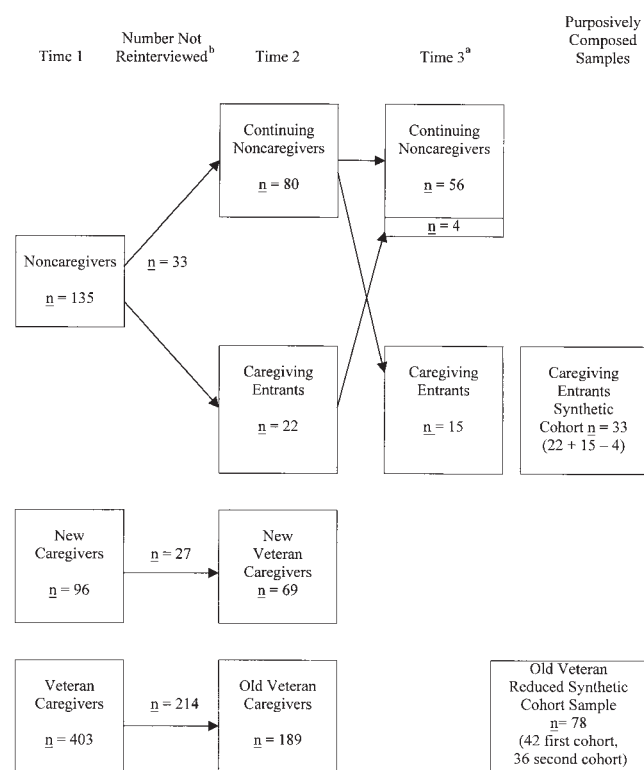 Time 1
Number Not
Reinterviewed^b
Time 2
Time 3^a
Purposively
Composed
Samples
Continuing
Noncaregivers
n = 80
Continuing
Noncaregivers
n = 56
n = 4
Noncaregivers
n = 135
n = 33
Caregiving
Entrants
n = 22
Caregiving
Entrants
n = 15
Caregiving
Entrants
Synthetic
Cohort n = 33
(22 + 15 – 4)
New
Caregivers
n = 96
n = 27
New
Veteran
Caregivers
n = 69
Veteran
Caregivers
n = 403
n = 214
Old Veteran
Caregivers
n = 189
Old Veteran
Reduced Synthetic
Cohort Sample
n= 78
(42 first cohort,
36 second cohort)